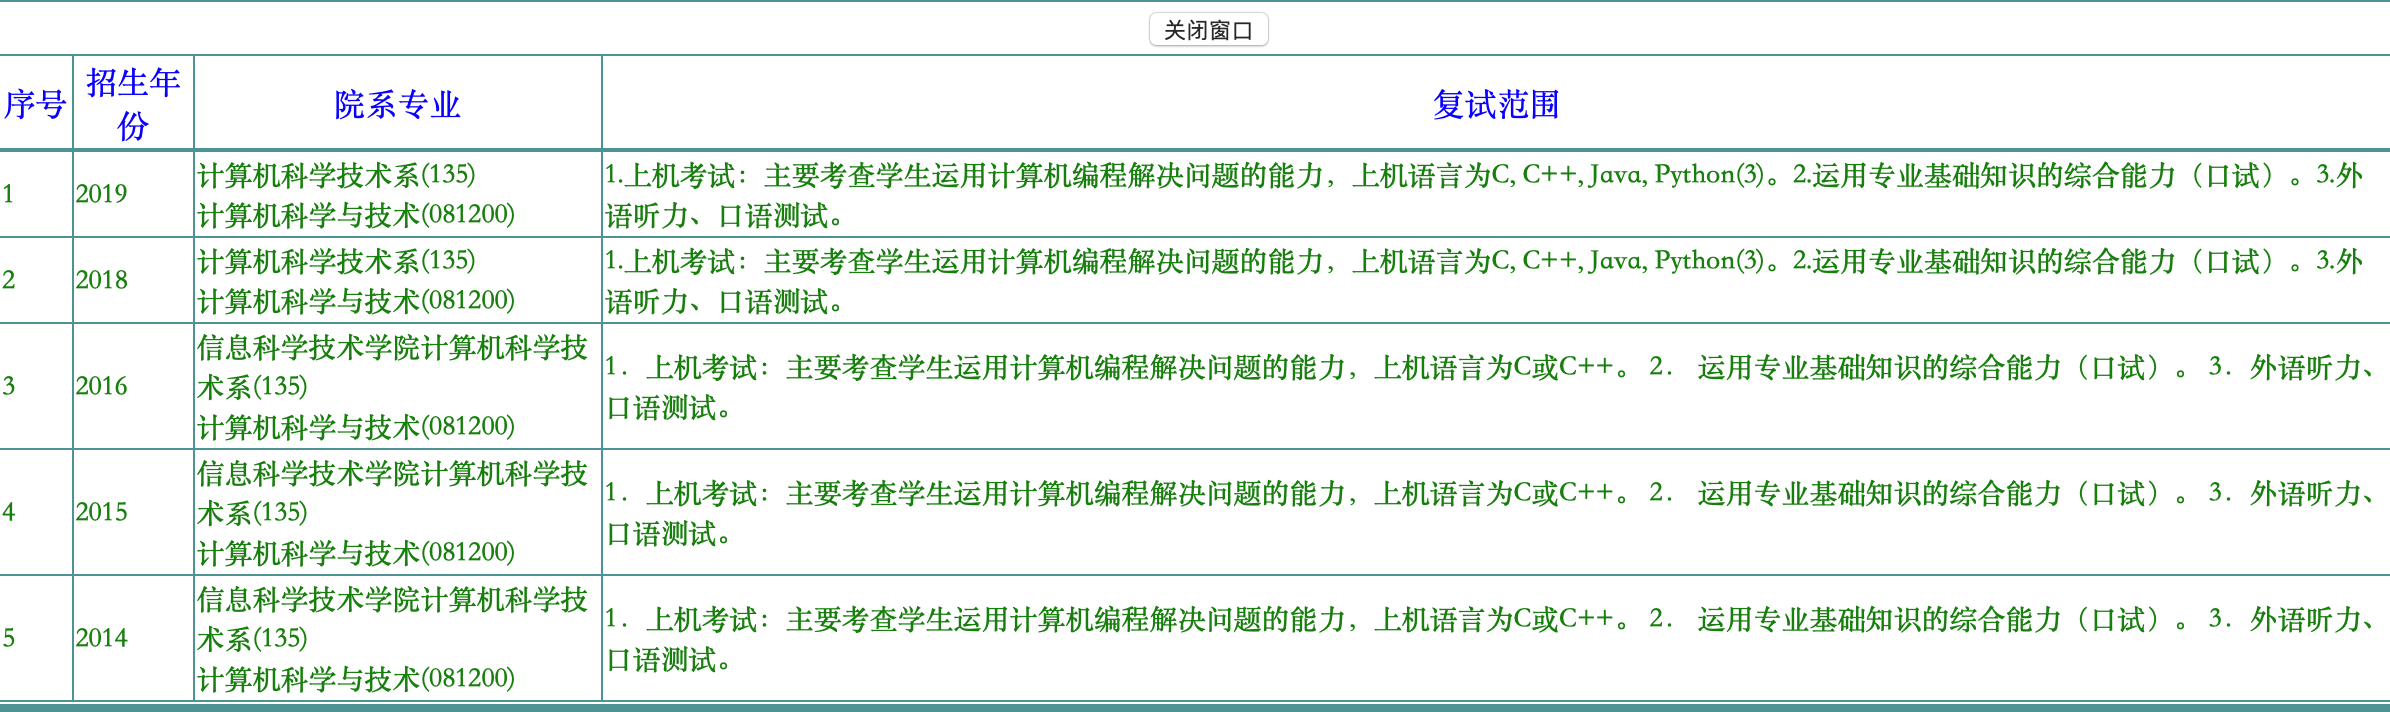 关闭窗口
序号
招生年
份
院系专业
复试范围
1
2019
计算机科学技术系(135)
计算机科学与技术(081200)
1.上机考试：主要考查学生运用计算机编程解决问题的能力，上机语言为C, C++, Java, Python(3)。2.运用专业基础知识的综合能力（口试）。3.外
语听力、口语测试。
2
2018
计算机科学技术系(135)
计算机科学与技术(081200)
1.上机考试：主要考查学生运用计算机编程解决问题的能力，上机语言为C, C++, Java, Python(3)。2.运用专业基础知识的综合能力（口试）。3.外
语听力、口语测试。
3
2016
信息科学技术学院计算机科学技
术系(135)
计算机科学与技术(081200)
1．上机考试：主要考查学生运用计算机编程解决问题的能力，上机语言为C或C++。 2． 运用专业基础知识的综合能力（口试）。 3．外语听力、
口语测试。
4
2015
信息科学技术学院计算机科学技
术系(135)
计算机科学与技术(081200)
1．上机考试：主要考查学生运用计算机编程解决问题的能力，上机语言为C或C++。 2． 运用专业基础知识的综合能力（口试）。 3．外语听力、
口语测试。
5
2014
信息科学技术学院计算机科学技
术系(135)
计算机科学与技术(081200)
1．上机考试：主要考查学生运用计算机编程解决问题的能力，上机语言为C或C++。 2． 运用专业基础知识的综合能力（口试）。 3．外语听力、
口语测试。